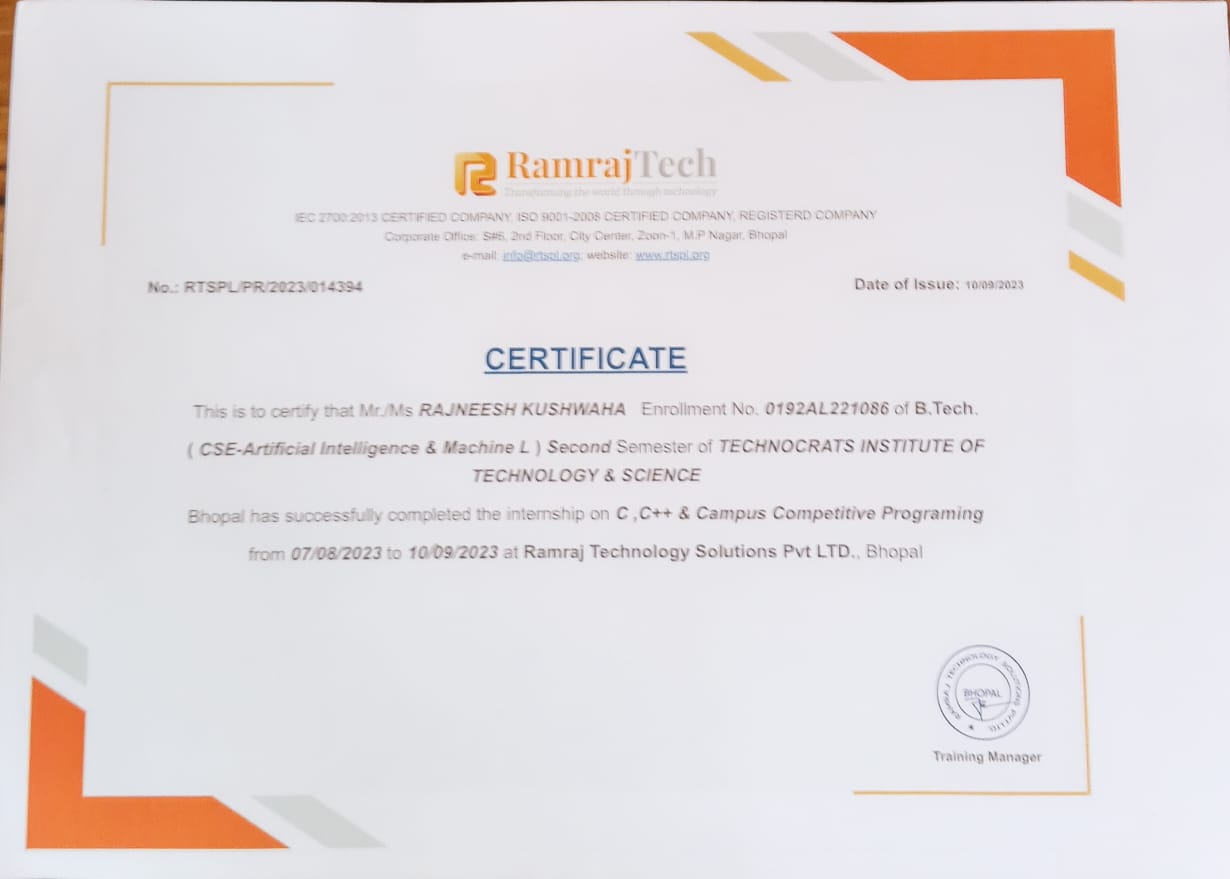 RamrajTech
Transforming the world through technology
IEC 2700:2013 CERTIFIED COMPANY, ISO 9001-2008 CERTIFIED COMPANY, REGISTERD COMPANY
Corporate Office: S#6, 2nd Floor, City Center, Zoon-1, M.P Nagar, Bhopal
e-mail: info@rtspl.org; website: www.rtspl.org
No.: RTSPL/PR/2023/014394
Date of Issue: 10/09/2023
CERTIFICATE
This is to certify that Mr./Ms RAJNEESH KUSHWAHA Enrollment No. 0192AL221086 of B.Tech.
( CSE-Artificial Intelligence & Machine L ) Second Semester of TECHNOCRATS INSTITUTE OF
TECHNOLOGY & SCIENCE
Bhopal has successfully completed the internship on C ,C++ & Campus Competitive Programing
from 07/08/2023 to 10/09/2023 at Ramraj Technology Solutions Pvt LTD., Bhopal
RAMRAJ TECHNOLOGY SOLUTIONS PVT.LTD.
BHOPAL
Training Manager